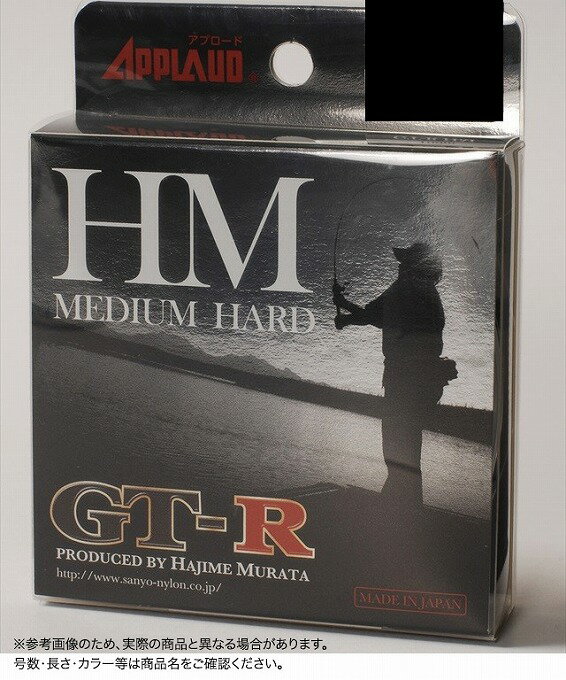 アプロード
APPLAUD®
HM
MEDIUM HARD
GT-R
PRODUCED BY HAJIME MURATA
http://www.sanyo-nylon.co.jp/
MADE IN JAPAN
※参考画像のため、実際の商品と異なる場合があります。
号数・長さ・カラー等は商品名をご確認ください。